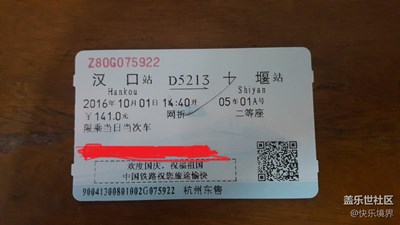 Z80G075922
汉口站 D5213 十堰站
Hankou Shiyan
2016年10月01日14:40开 05车01A号
￥141.0元 网折 二等座
限乘当日当次车
欢度国庆，祝福祖国
中国铁路祝您旅途愉快
90041300801002G075922 杭州东售
盖乐世社区
@快乐境界